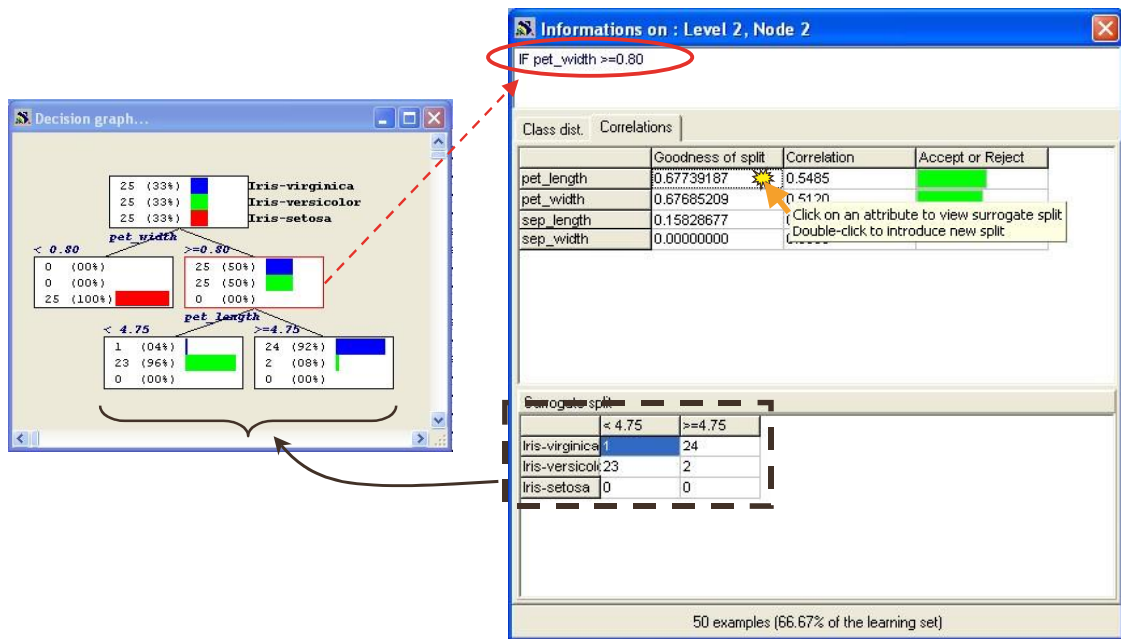 Decision graph...
25 (33%) Iris-virginica
25 (33%) Iris-versicolor
25 (33%) Iris-setosa
pet_width
< 0.80 >=0.80
0 (00%) 25 (50%)
0 (00%) 25 (50%)
25 (100%) 0 (00%)
pet_length
< 4.75 >=4.75
1 (04%) 24 (92%)
23 (96%) 2 (08%)
0 (00%) 0 (00%)
Informations on : Level 2, Node 2
IF pet_width >=0.80
Class dist. Correlations
Goodness of split Correlation Accept or Reject
pet_length 0.67739187 0.5485
pet_width 0.67685209 0.5120
sep_length 0.15828677
sep_width 0.00000000
Click on an attribute to view surrogate split
Double-click to introduce new split
Surrogate split
< 4.75 >=4.75
Iris-virginica 1 24
Iris-versicol 23 2
Iris-setosa 0 0
50 examples (66.67% of the learning set)